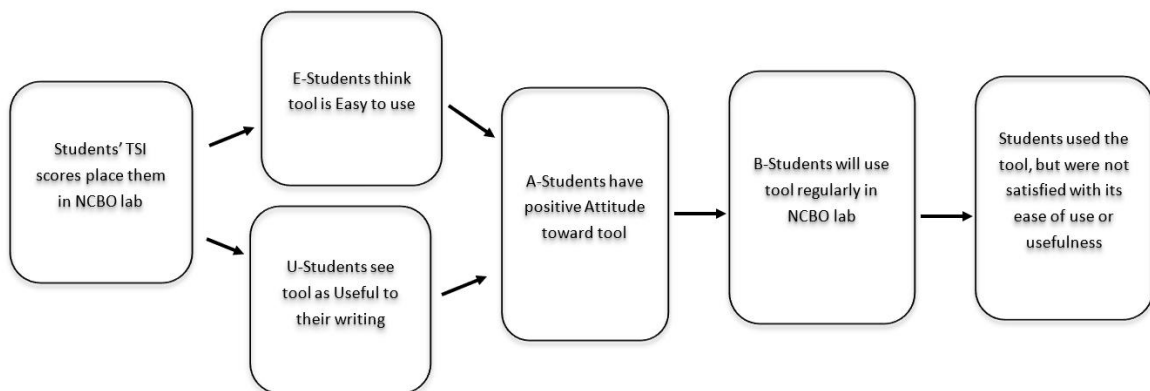 Students' TSI
scores place them
in NCBO lab
E-Students think
tool is Easy to use
U-Students see
tool as Useful to
their writing
A-Students have
positive Attitude
toward tool
B-Students will use
tool regularly in
NCBO lab
Students used the
tool, but were not
satisfied with its
ease of use or
usefulness